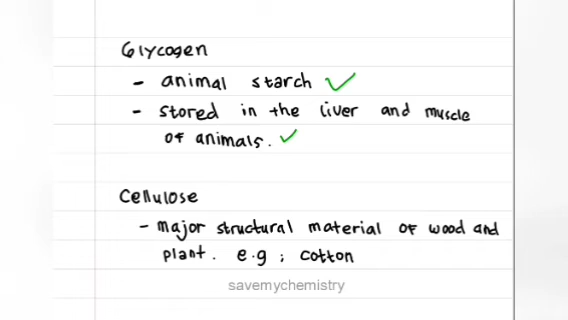 Glycogen
- animal starch ✓
- stored in the liver and muscle
of animals. ✓
Cellulose
- major structural material of wood and
plant. e.g ; cotton
savemychemistry